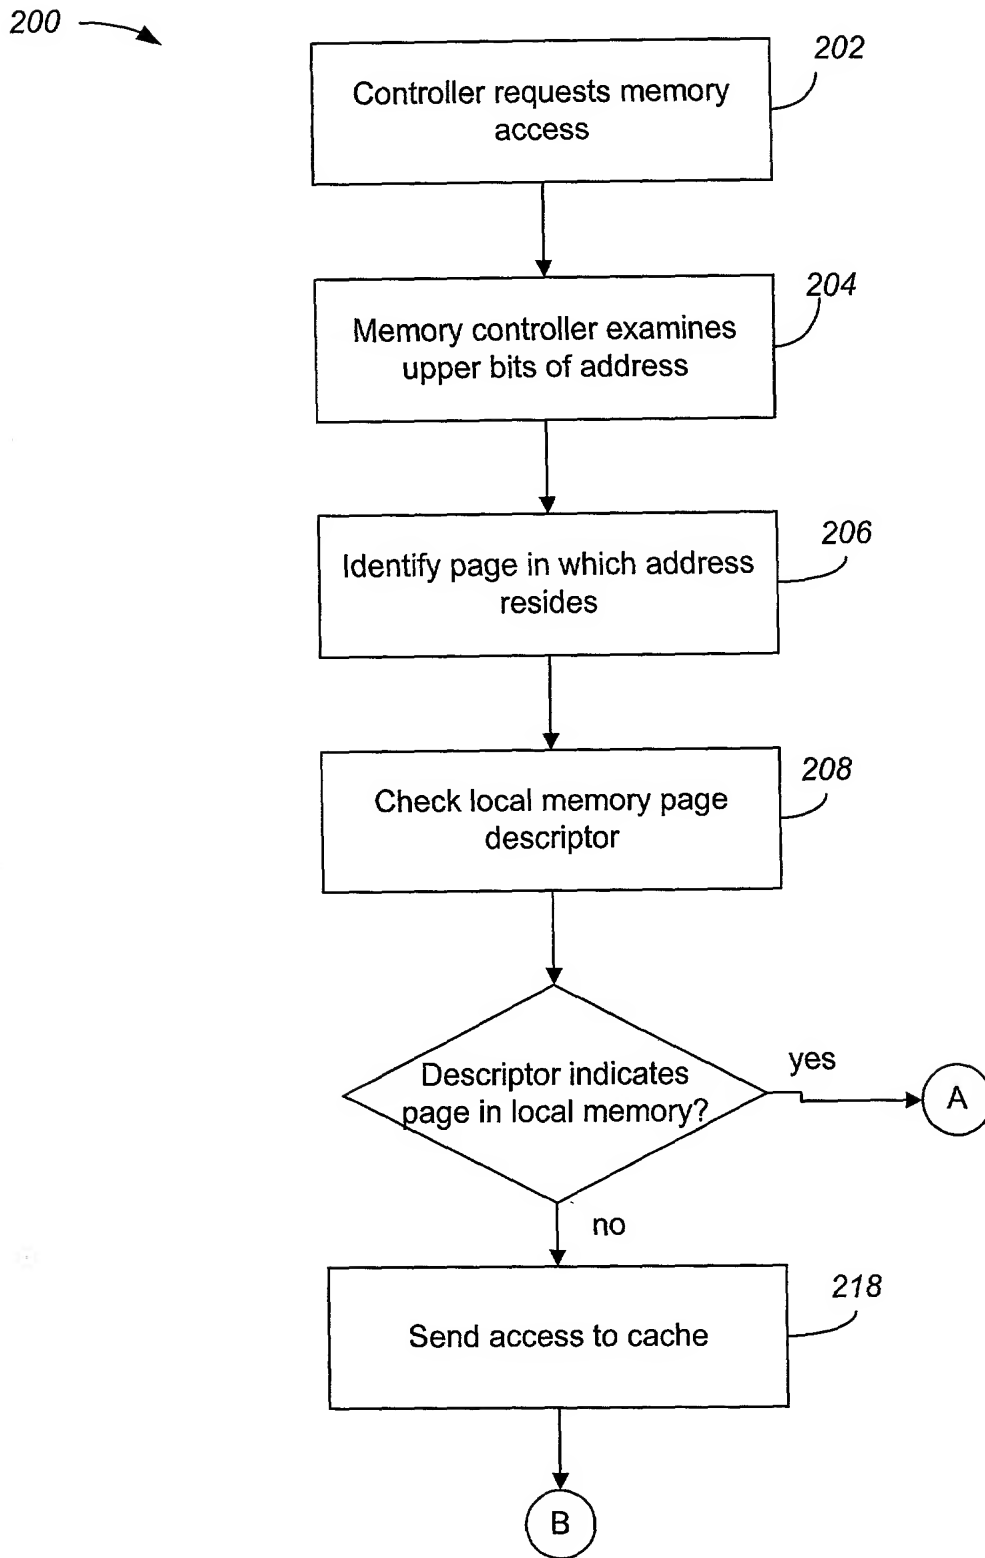 200
202
Controller requests memory
access
204
Memory controller examines
upper bits of address
206
Identify page in which address
resides
208
Check local memory page
descriptor
Descriptor indicates
page in local memory?
yes
A
no
218
Send access to cache
B